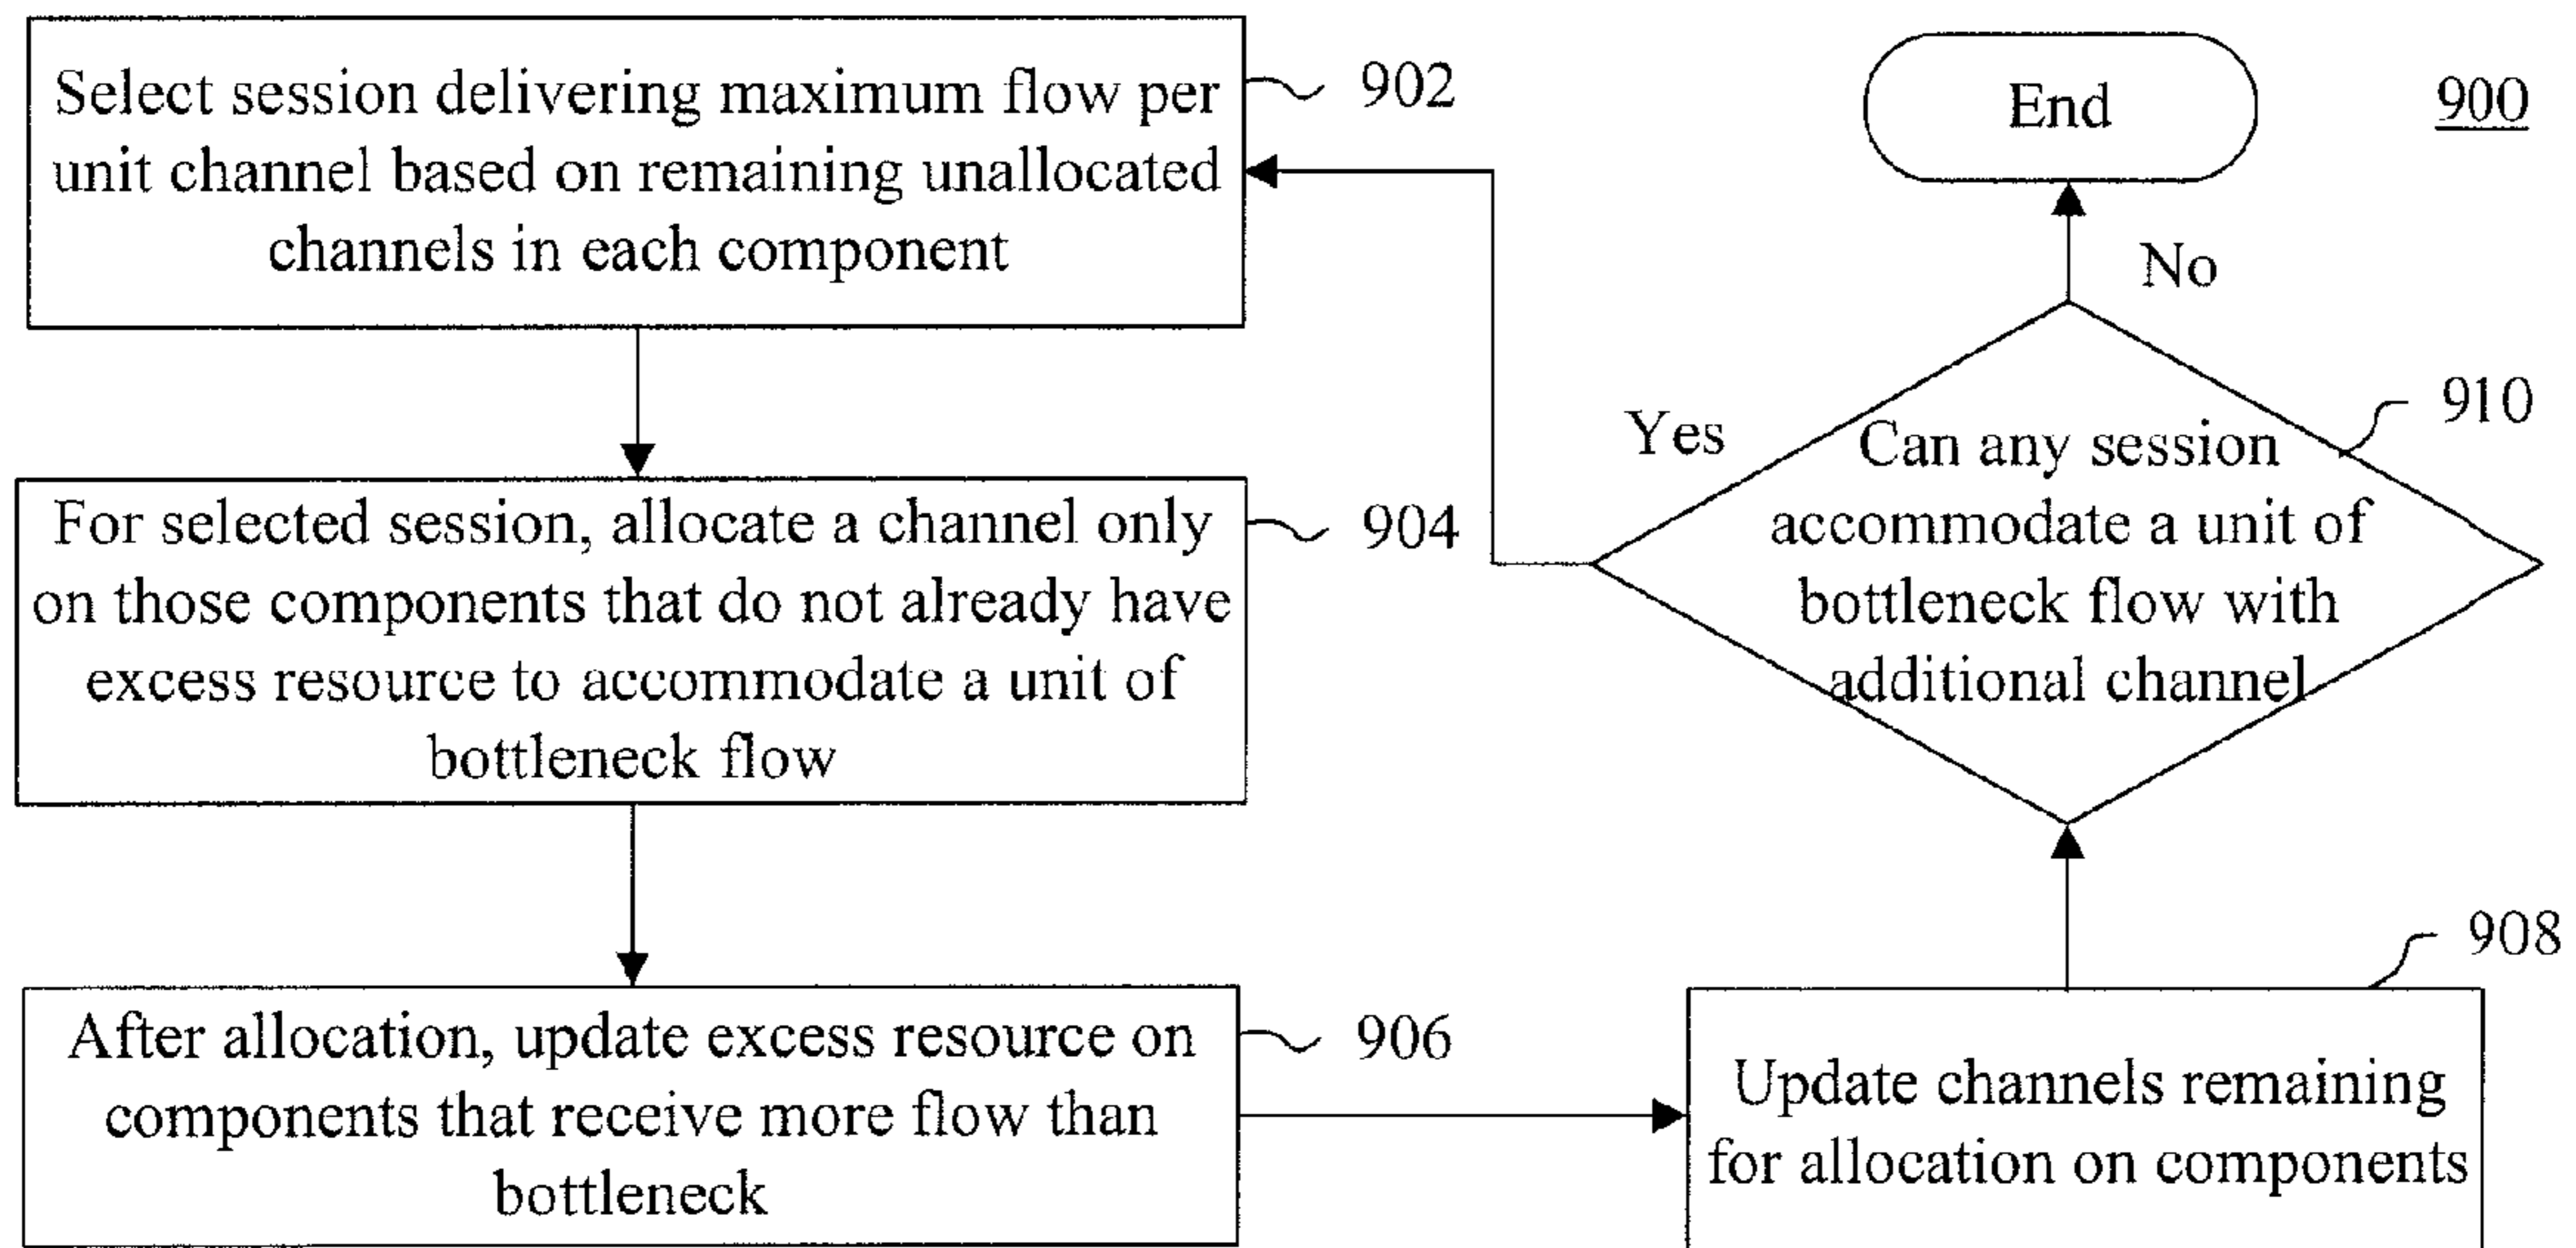 Select session delivering maximum flow per
unit channel based on remaining unallocated
channels in each component
902
For selected session, allocate a channel only
on those components that do not already have
excess resource to accommodate a unit of
bottleneck flow
904
After allocation, update excess resource on
components that receive more flow than
bottleneck
906
Update channels remaining
for allocation on components
908
Can any session
accommodate a unit of
bottleneck flow with
additional channel
910
Yes
No
End
900